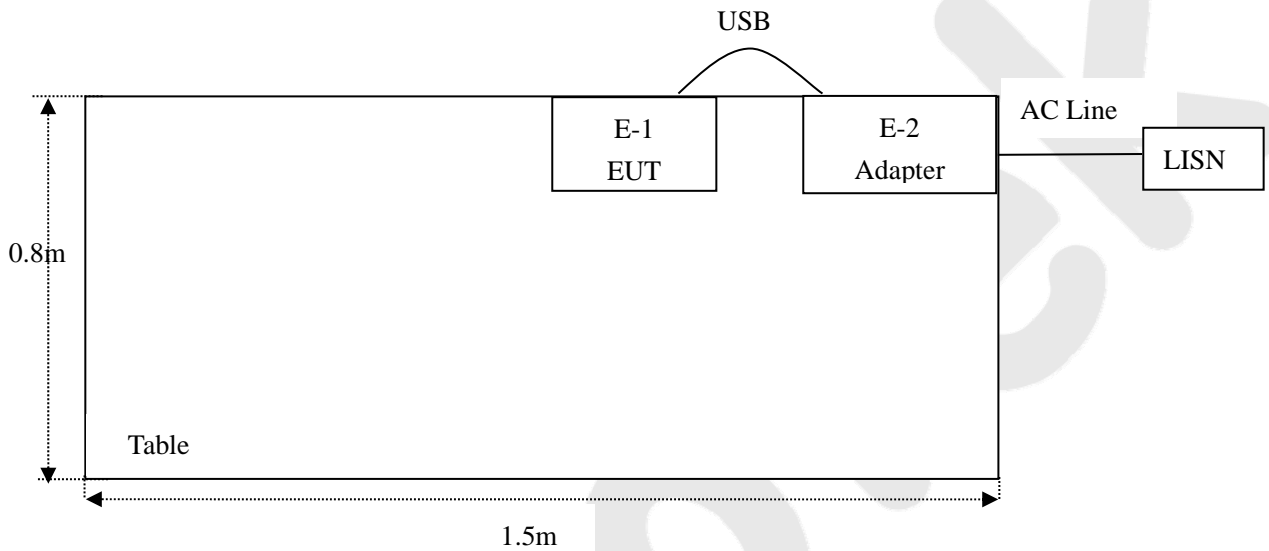 USB
E-1
EUT
E-2
Adapter
AC Line
LISN
0.8m
Table
1.5m